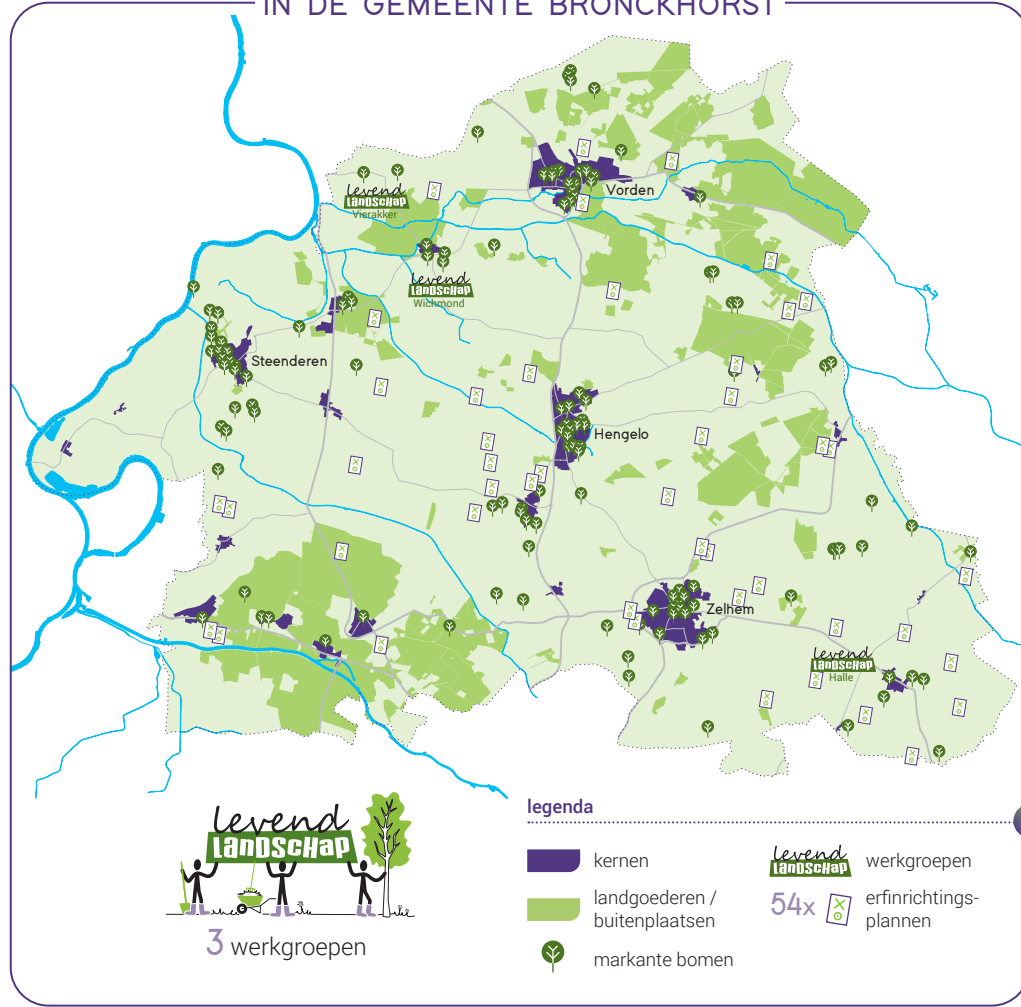 IN DE GEMEENTE BRONCKHORST
Vorden
levend
LANDSCHAP
Vierakker
levend
LANDSCHAP
Wichmond
Steenderen
Hengelo
Zelhem
levend
LANDSCHAP
Halle
levend
LANDSCHAP
3 werkgroepen
legenda
kernen
landgoederen /
buitenplaatsen
markante bomen
levend
LANDSCHAP
werkgroepen
54x
erfinrichtings-
plannen